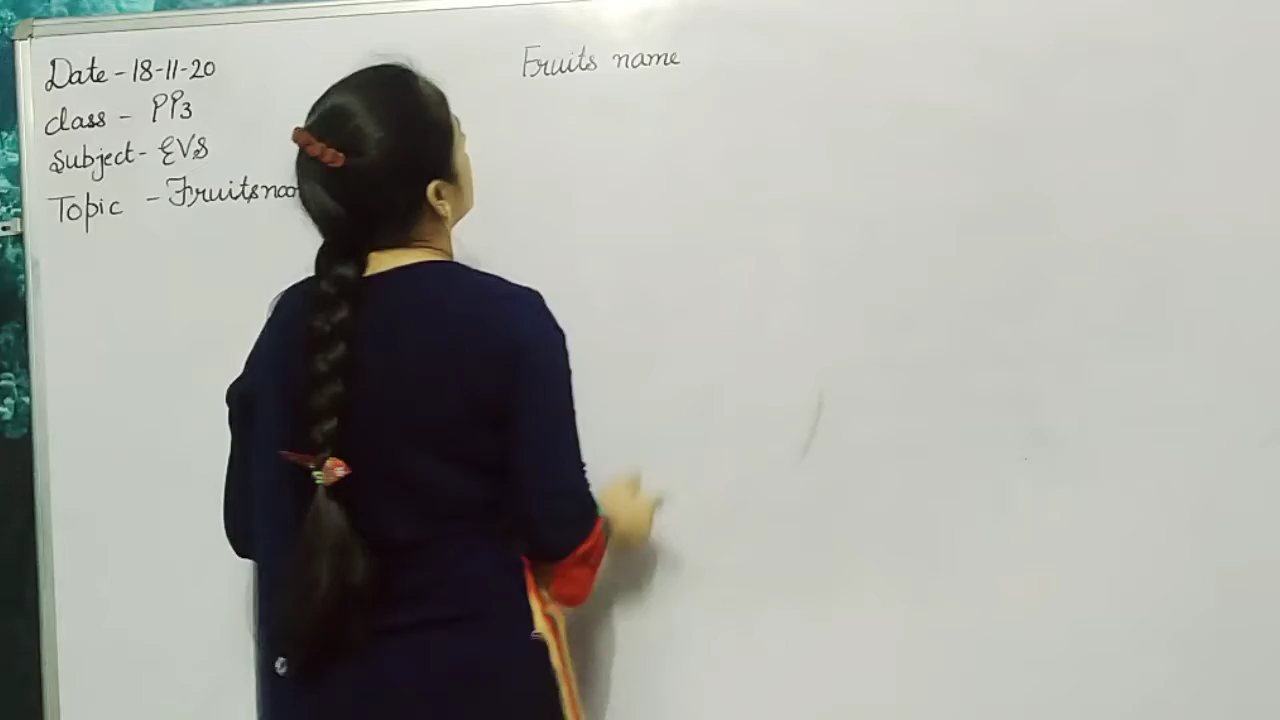 Date - 18-11-20
class - PP3
Subject - EVS
Topic - Fruits
Fruits name